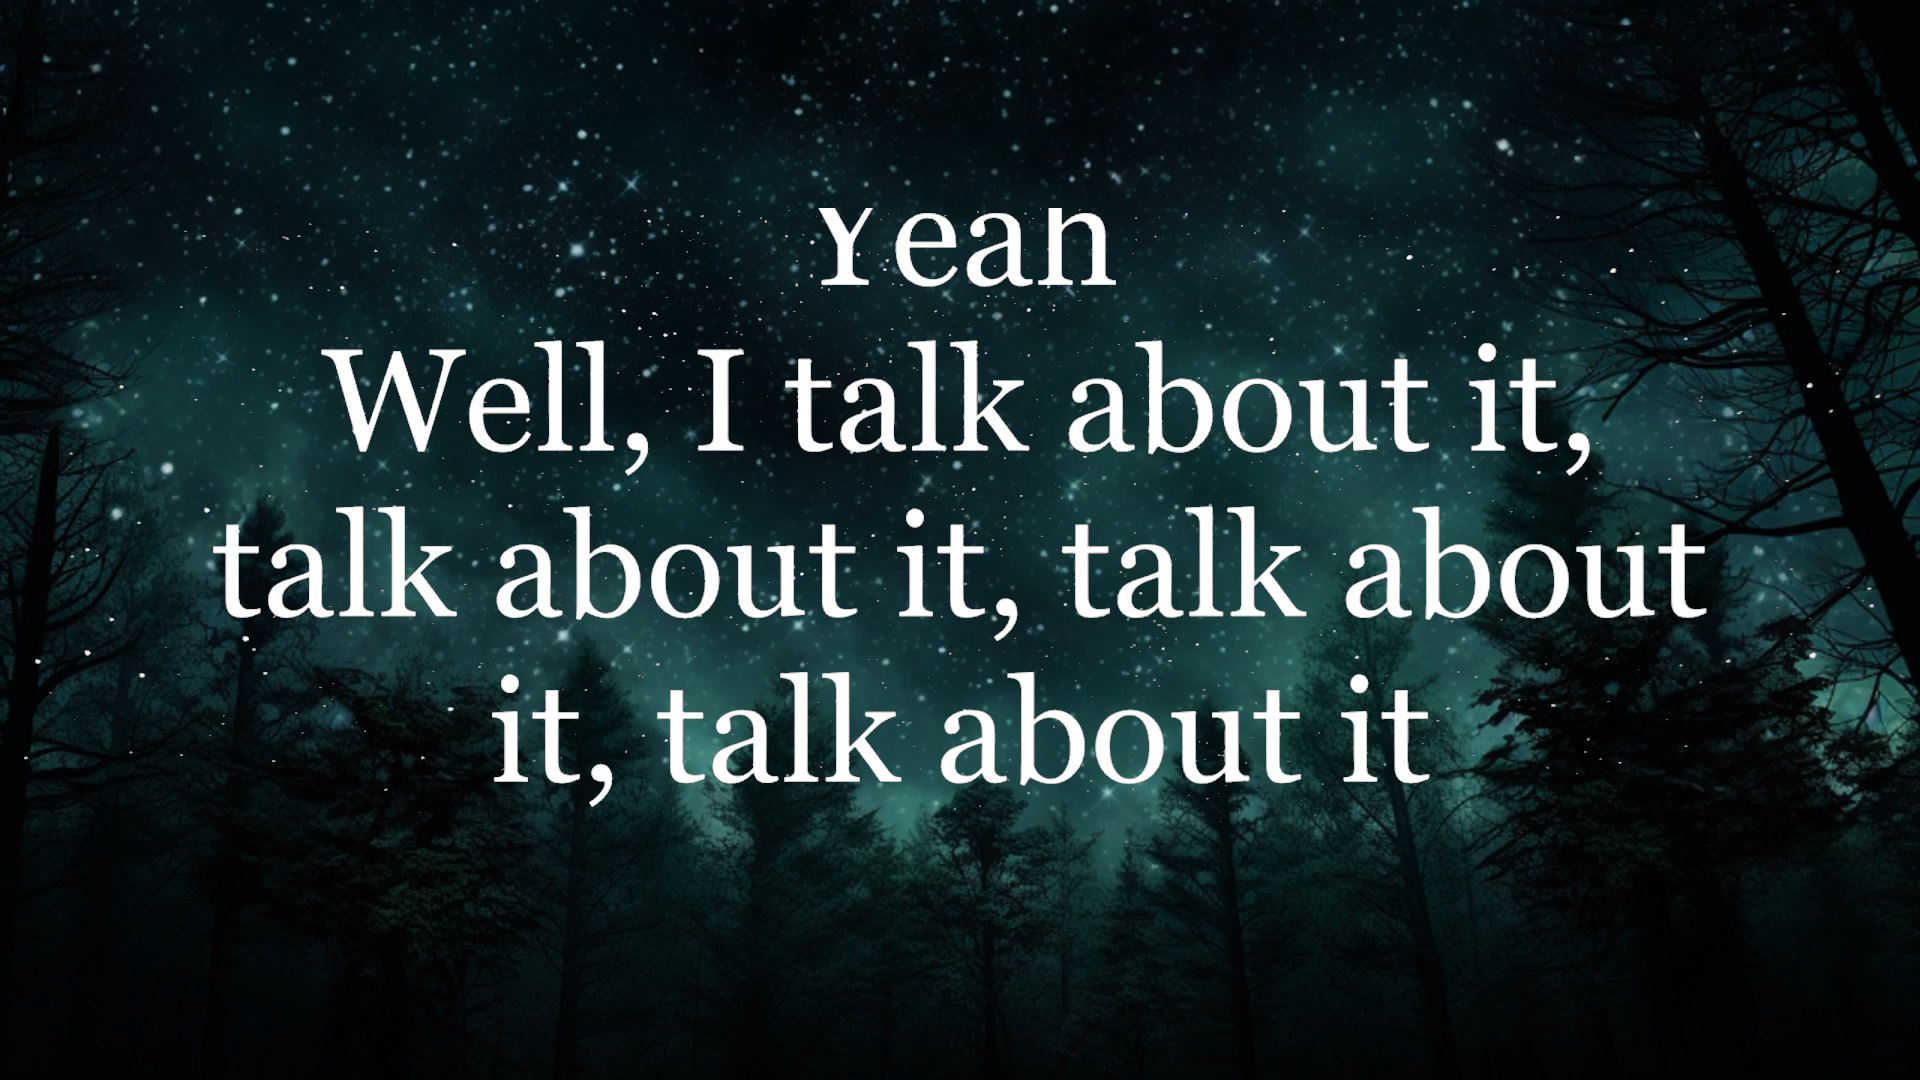 Yeah
Well, I talk about it,
talk about it, talk about
it, talk about it